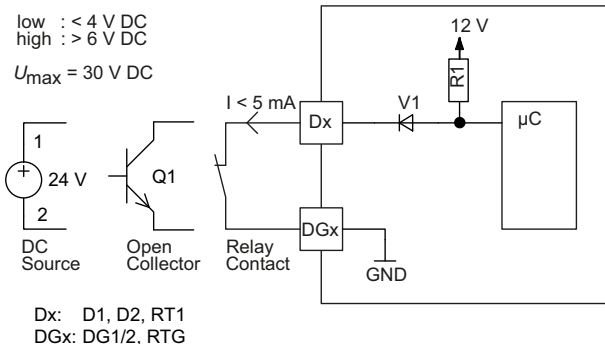 low : < 4 V DC
high : > 6 V DC
Umax = 30 V DC
12 V
R1
I < 5 mA
V1
Dx
µC
1
24 V
2
Q1
DGx
GND
DC Source
Open Collector
Relay Contact
Dx: D1, D2, RT1
DGx: DG1/2, RTG